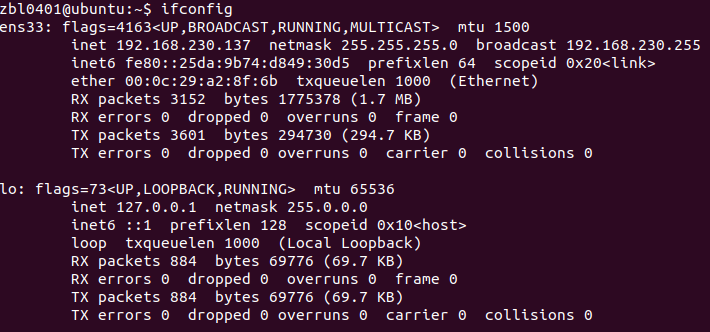 zbl0401@ubuntu:~$ ifconfig
ens33: flags=4163<UP,BROADCAST,RUNNING,MULTICAST>  mtu 1500
        inet 192.168.230.137  netmask 255.255.255.0  broadcast 192.168.230.255
        inet6 fe80::25da:9b74:d849:30d5  prefixlen 64  scopeid 0x20<link>
        ether 00:0c:29:a2:8f:6b  txqueuelen 1000  (Ethernet)
        RX packets 3152  bytes 1775378 (1.7 MB)
        RX errors 0  dropped 0  overruns 0  frame 0
        TX packets 3601  bytes 294730 (294.7 KB)
        TX errors 0  dropped 0 overruns 0  carrier 0  collisions 0

lo: flags=73<UP,LOOPBACK,RUNNING>  mtu 65536
        inet 127.0.0.1  netmask 255.0.0.0
        inet6 ::1  prefixlen 128  scopeid 0x10<host>
        loop  txqueuelen 1000  (Local Loopback)
        RX packets 884  bytes 69776 (69.7 KB)
        RX errors 0  dropped 0  overruns 0  frame 0
        TX packets 884  bytes 69776 (69.7 KB)
        TX errors 0  dropped 0 overruns 0  carrier 0  collisions 0